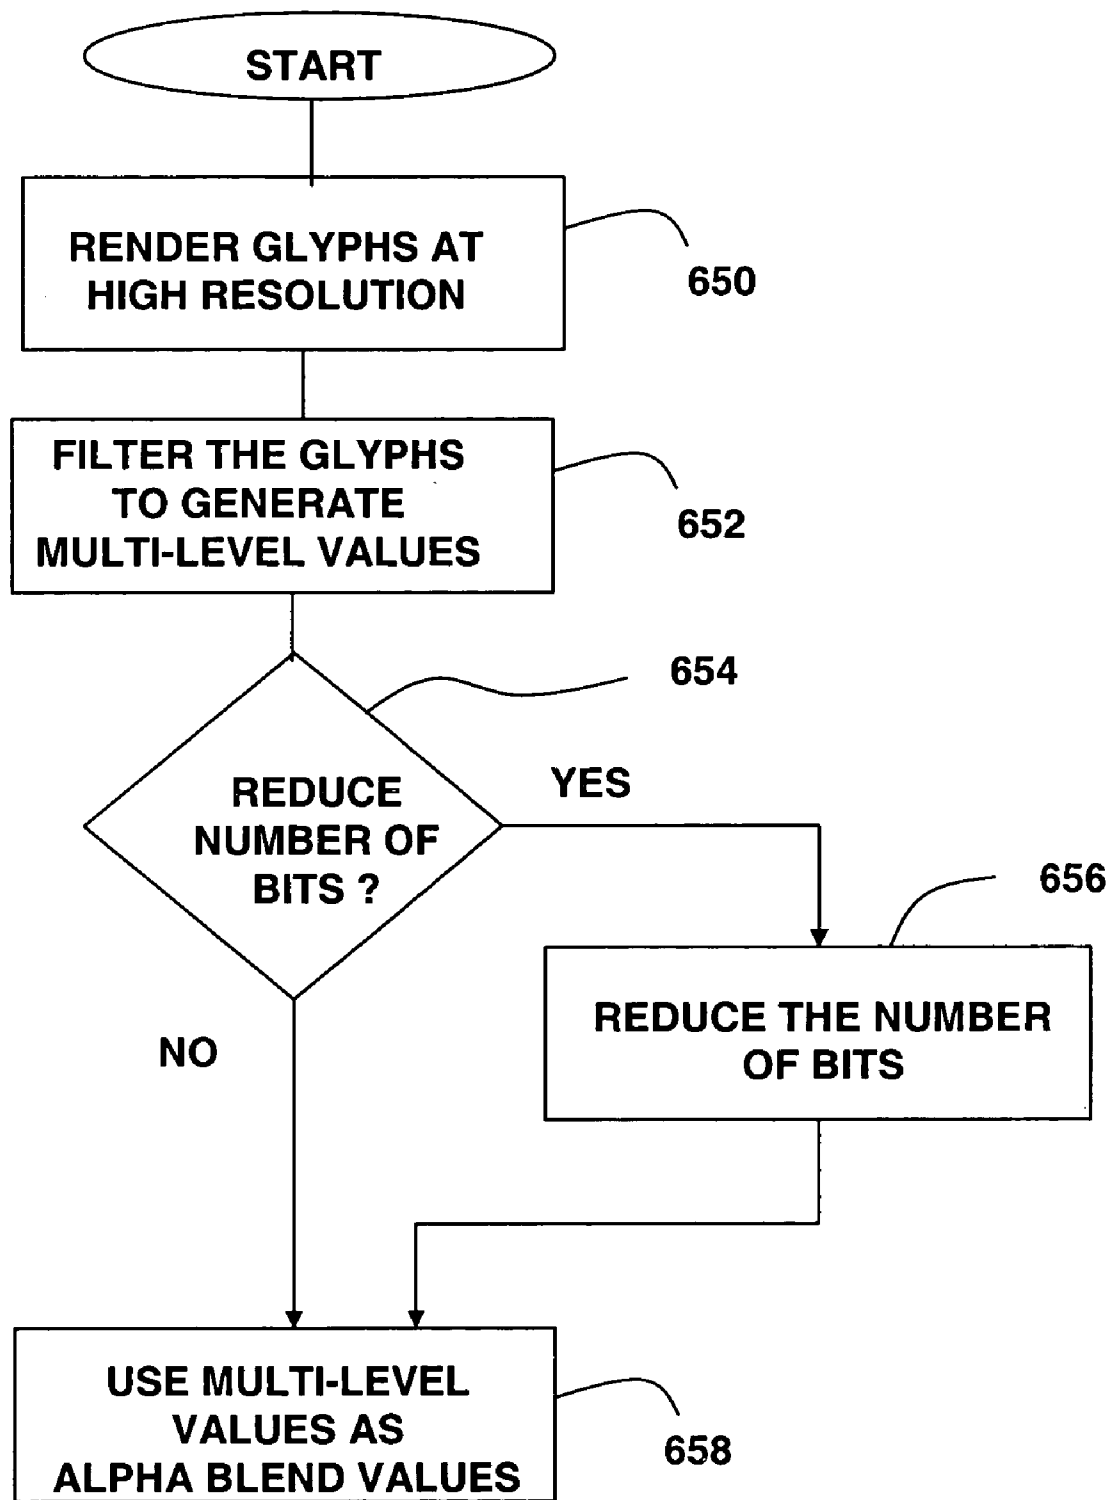 START
RENDER GLYPHS AT
HIGH RESOLUTION
650
FILTER THE GLYPHS
TO GENERATE
MULTI-LEVEL VALUES
652
654
REDUCE
NUMBER OF
BITS ?
YES
656
REDUCE THE NUMBER
OF BITS
NO
USE MULTI-LEVEL
VALUES AS
ALPHA BLEND VALUES
658